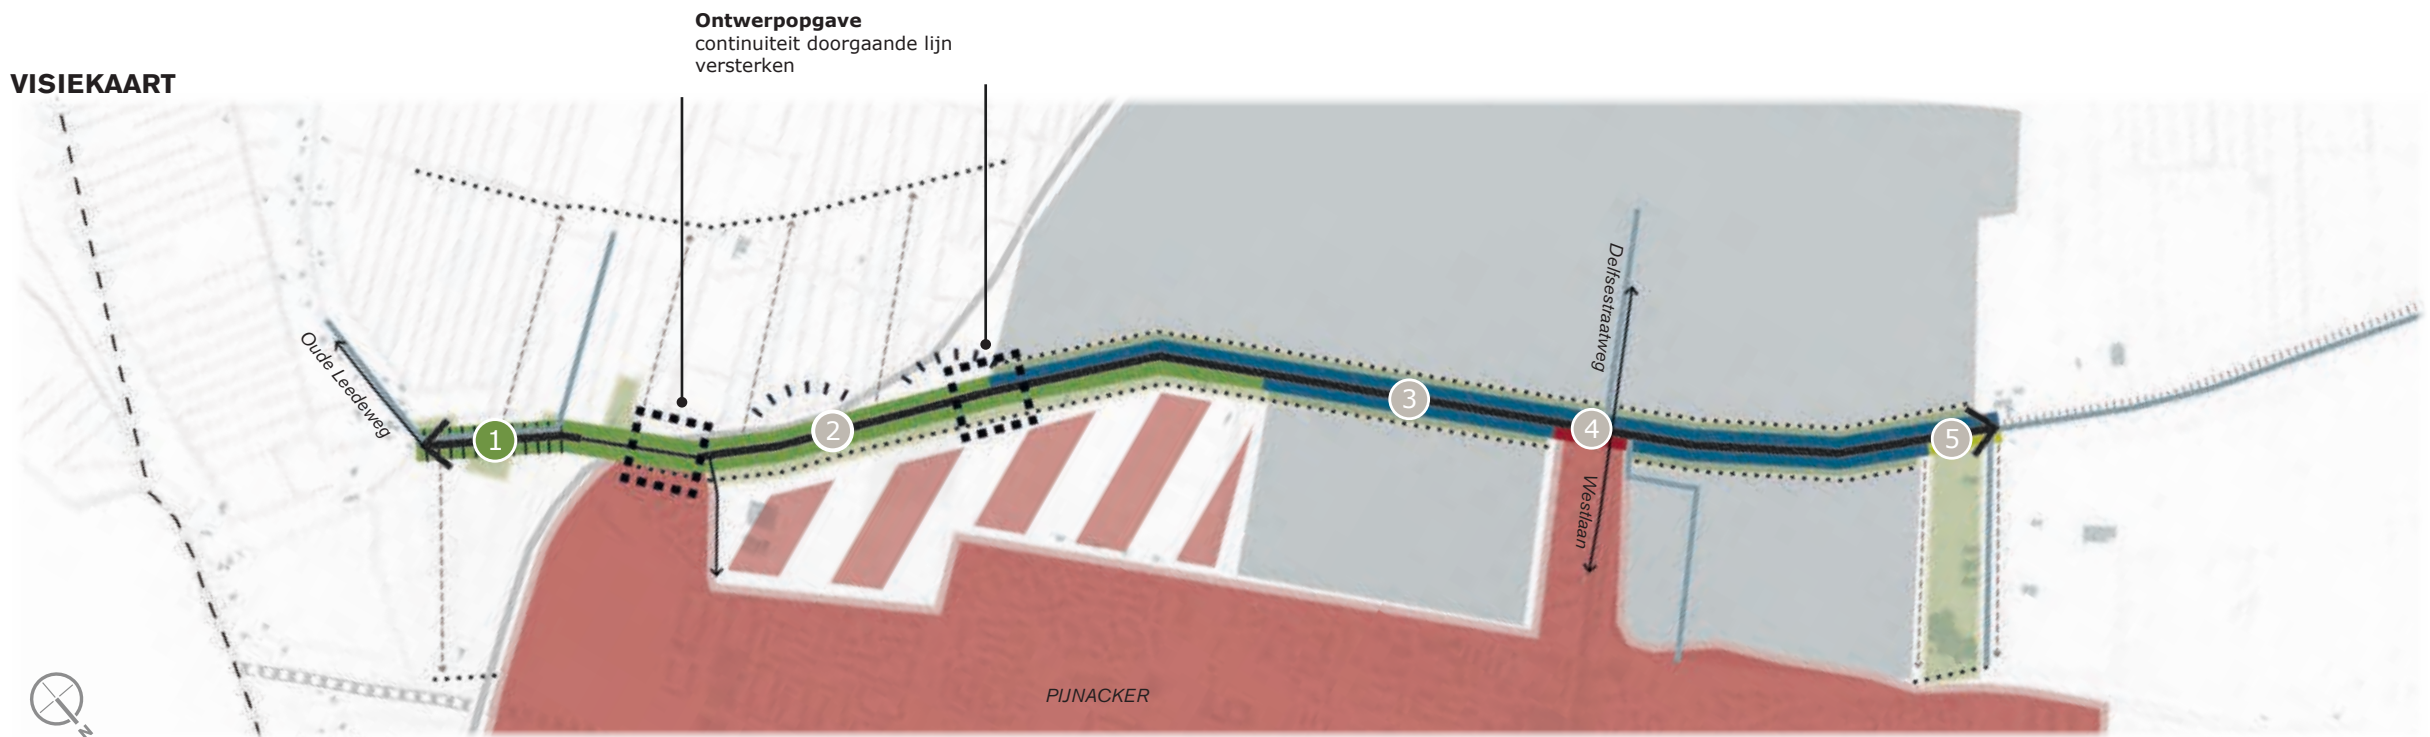 Ontwerpopgave
continuiteit doorgaande lijn
versterken
VISIEKAART
Oude Leedeweg
Delfsestraatweg
Westlaan
1
2
3
4
5
PIJNACKER
N